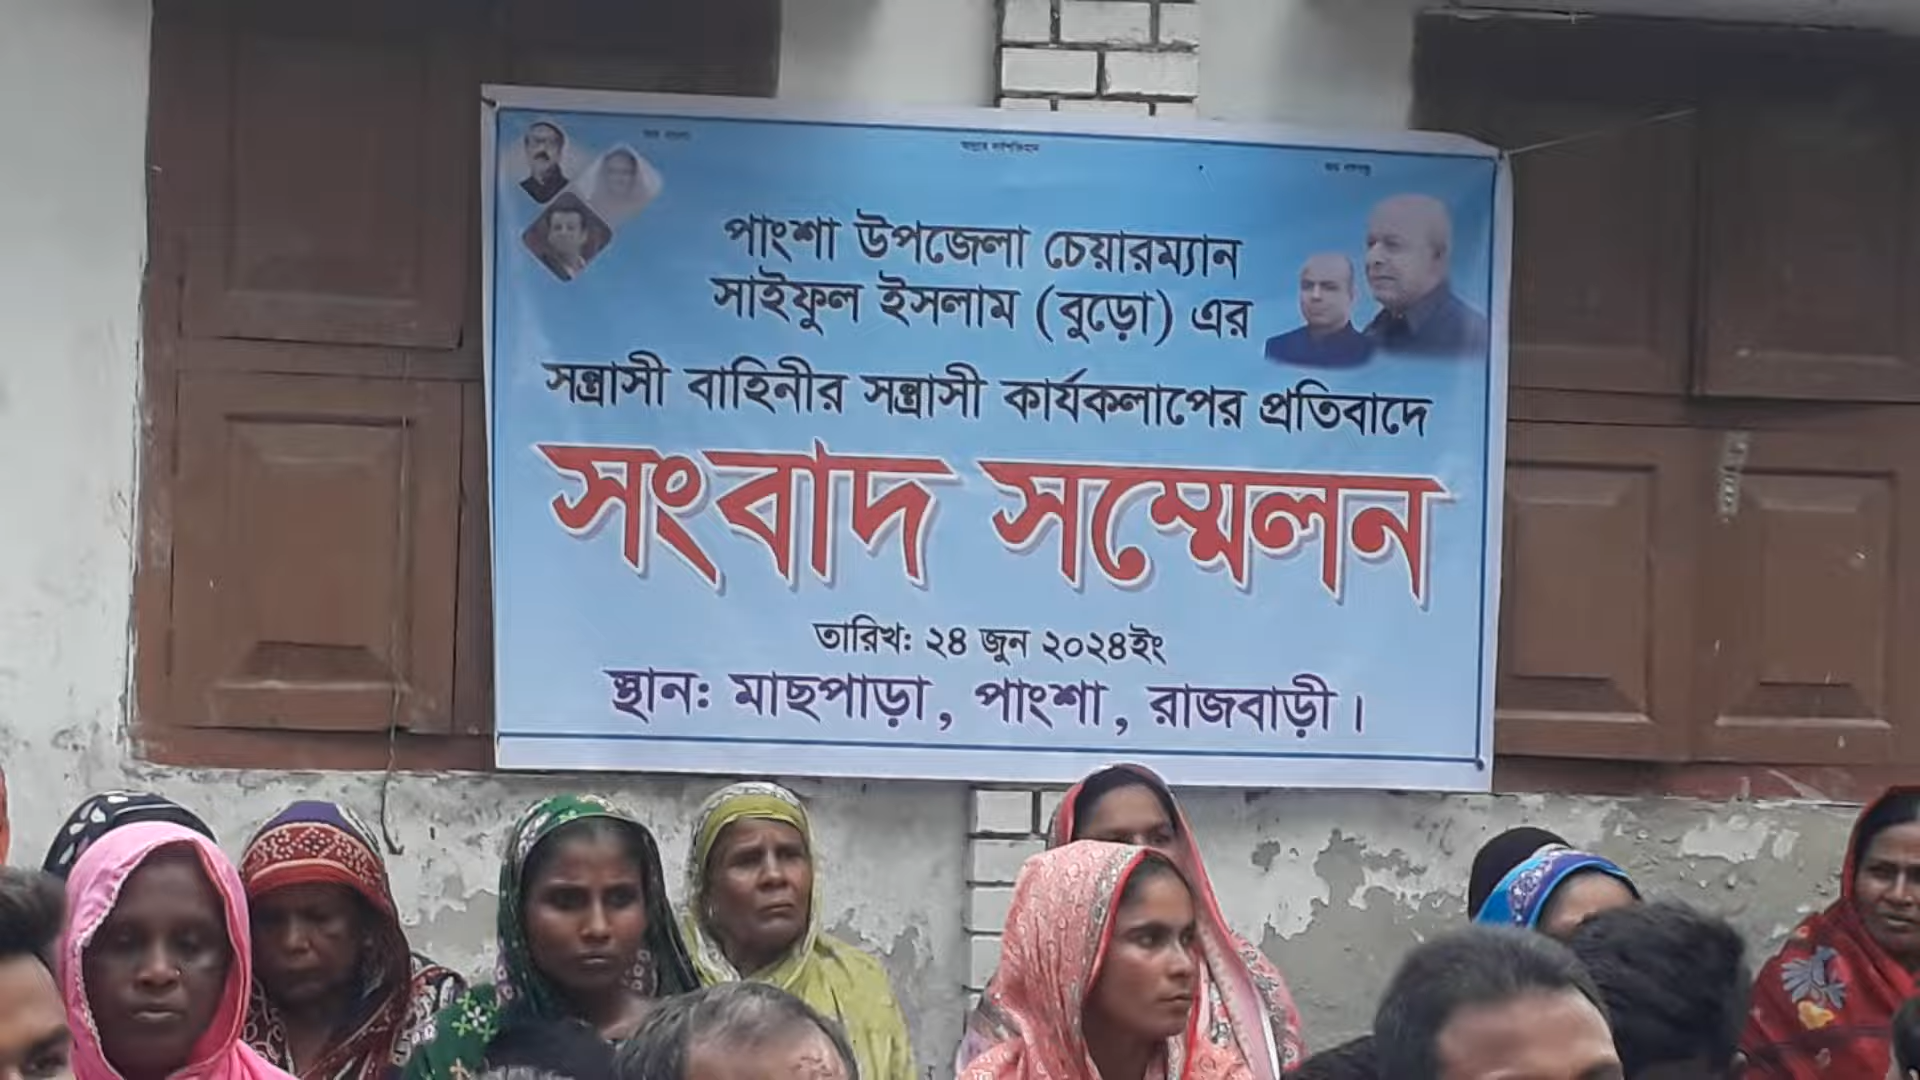 পাংশা উপজেলা চেয়ারম্যান
সাইফুল ইসলাম (বুড়ো) এর
সন্ত্রাসী বাহিনীর সন্ত্রাসী কার্যকলাপের প্রতিবাদে
সংবাদ সম্মেলন
তারিখ: ২৪ জুন ২০২৪ইং
স্থান: মাছপাড়া, পাংশা, রাজবাড়ী।